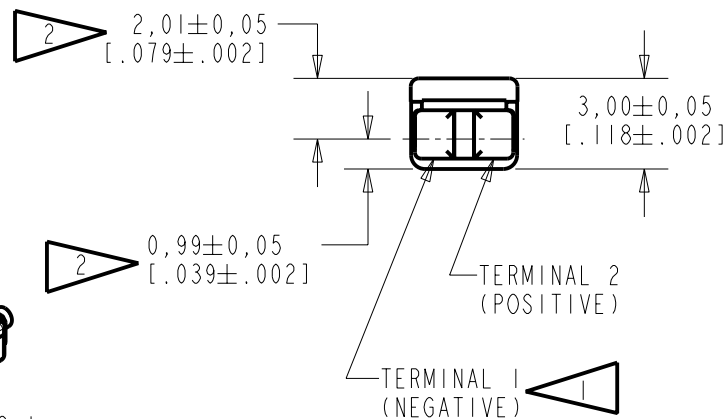 2
2,01±0,05
[.079±.002]
3,00±0,05
[.118±.002]
2
0,99±0,05
[.039±.002]
TERMINAL 2
(POSITIVE)
TERMINAL 1
(NEGATIVE)
1